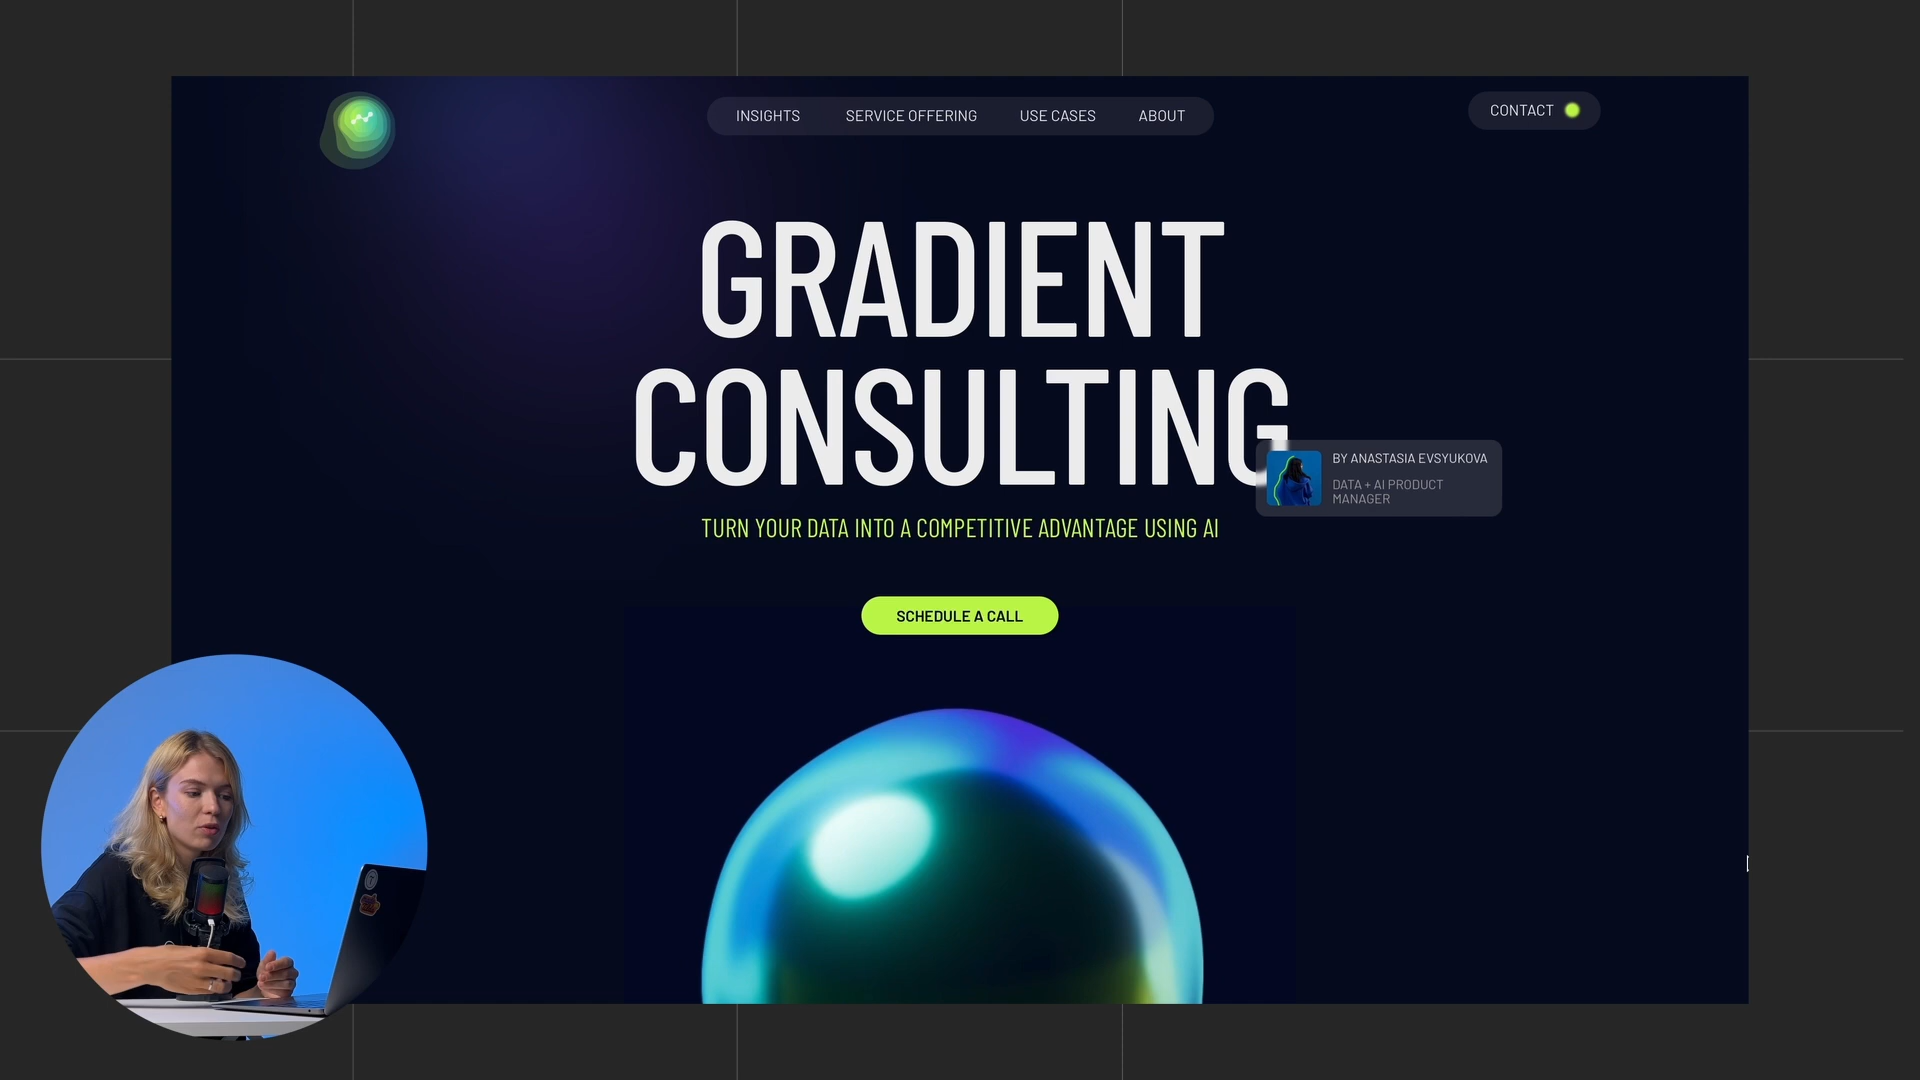 INSIGHTS
SERVICE OFFERING
USE CASES
ABOUT
CONTACT
GRADIENT
CONSULTING
BY ANASTASIA EVSYUKOVA
DATA + AI PRODUCT
MANAGER
TURN YOUR DATA INTO A COMPETITIVE ADVANTAGE USING AI
SCHEDULE A CALL